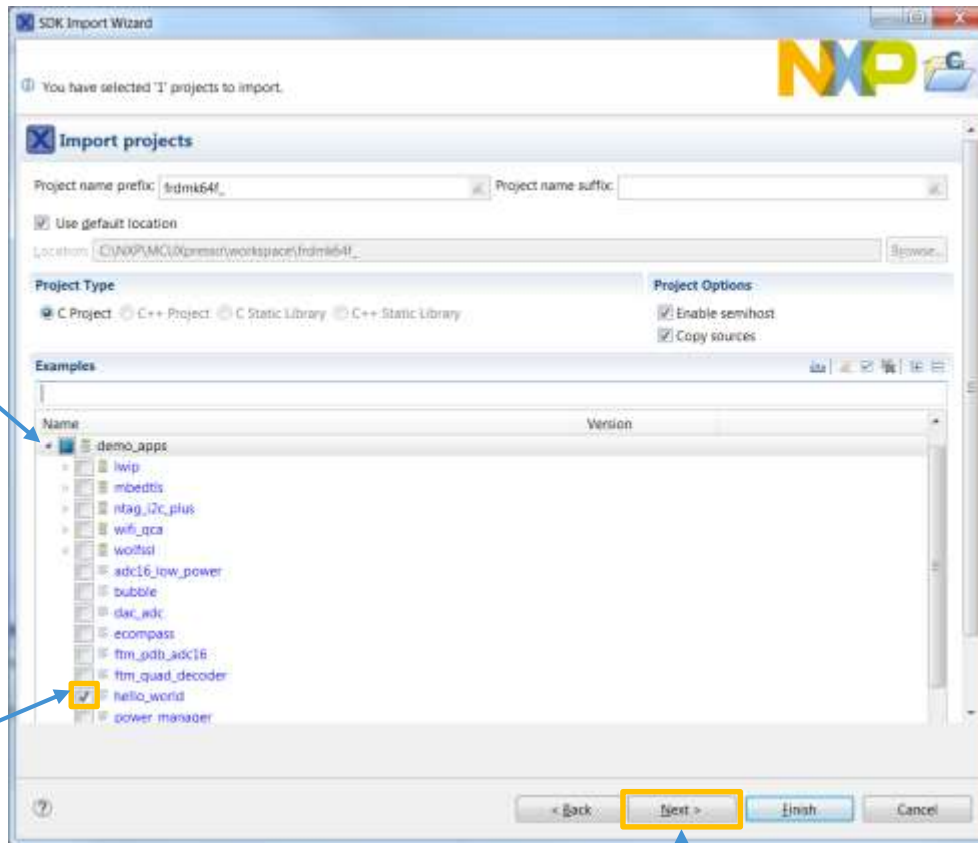 SDK Import Wizard
NXP
You have selected '1' projects to import.
Import projects
Project name prefix: frdmk64f_ Project name suffix:
Use default location
Location: C:\NXP\MCUXpresso\workspace\frdmk64f_ Browse...
Project Type Project Options
C Project C++ Project C Static Library C++ Static Library Enable semihost
Copy sources
Examples
Name Version
demo_apps
lwip
mbedtls
ntag_i2c_plus
wifi_qca
wolfssl
adc16_low_power
bubble
dac_adc
ecompass
ftm_pdb_adc16
ftm_quad_decoder
hello_world
power_manager
< Back Next > Finish Cancel